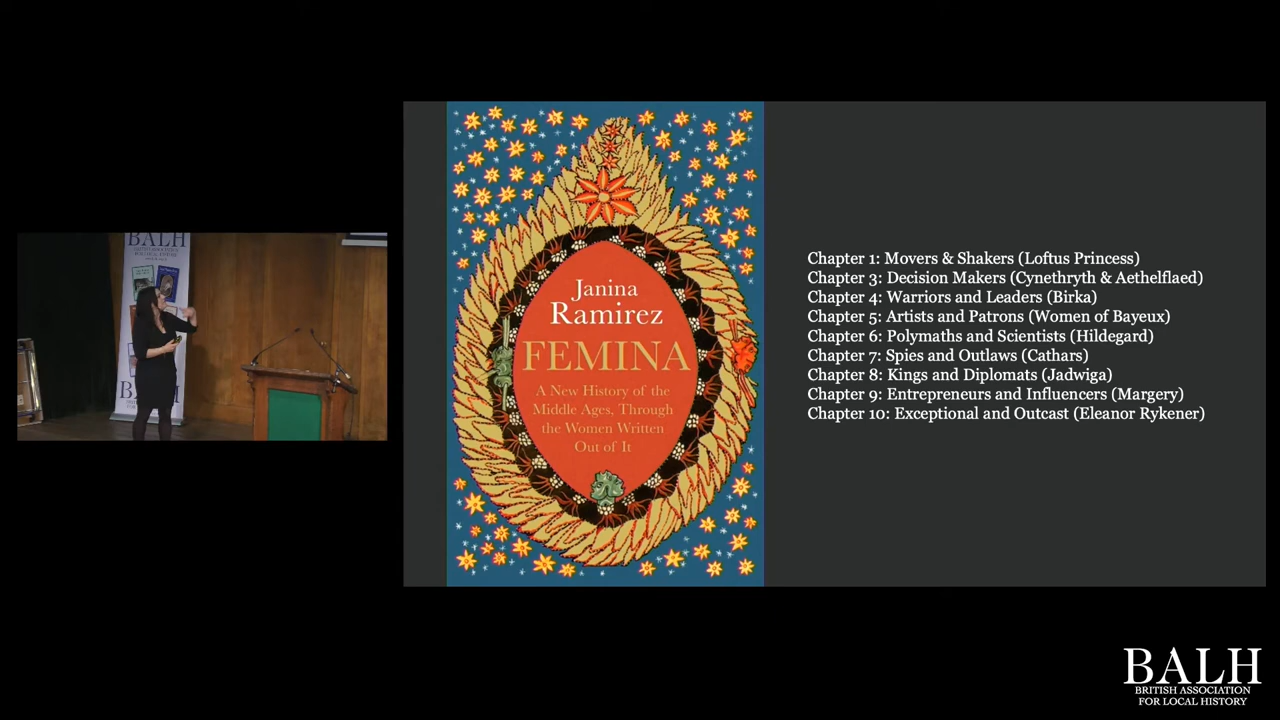 BALH
BALH
Janina
Ramirez
FEMINA
A New History of the
Middle Ages, Through
the Women Written
Out of It
Chapter 1: Movers & Shakers (Loftus Princess)
Chapter 3: Decision Makers (Cynethryth & Aethelflaed)
Chapter 4: Warriors and Leaders (Birka)
Chapter 5: Artists and Patrons (Women of Bayeux)
Chapter 6: Polymaths and Scientists (Hildegard)
Chapter 7: Spies and Outlaws (Cathars)
Chapter 8: Kings and Diplomats (Jadwiga)
Chapter 9: Entrepreneurs and Influencers (Margery)
Chapter 10: Exceptional and Outcast (Eleanor Rykener)
BALH
BRITISH ASSOCIATION
FOR LOCAL HISTORY